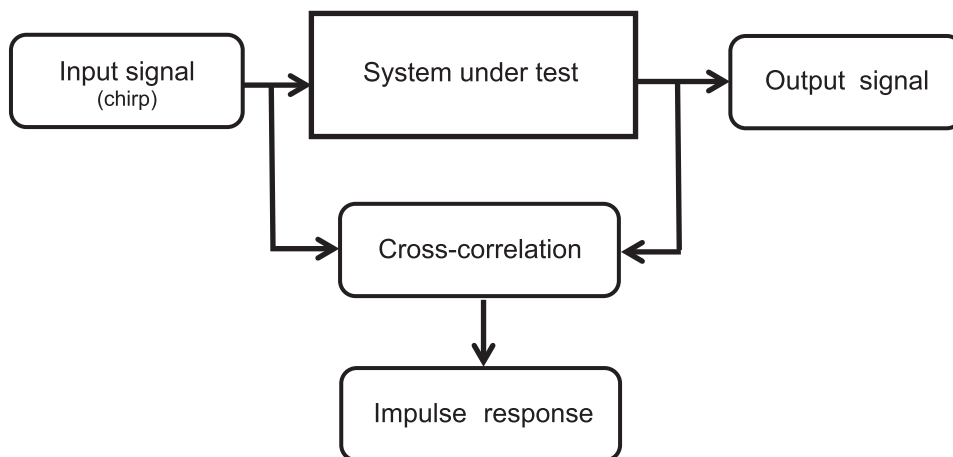 Input signal
(chirp)
System under test
Output signal
Cross-correlation
Impulse response